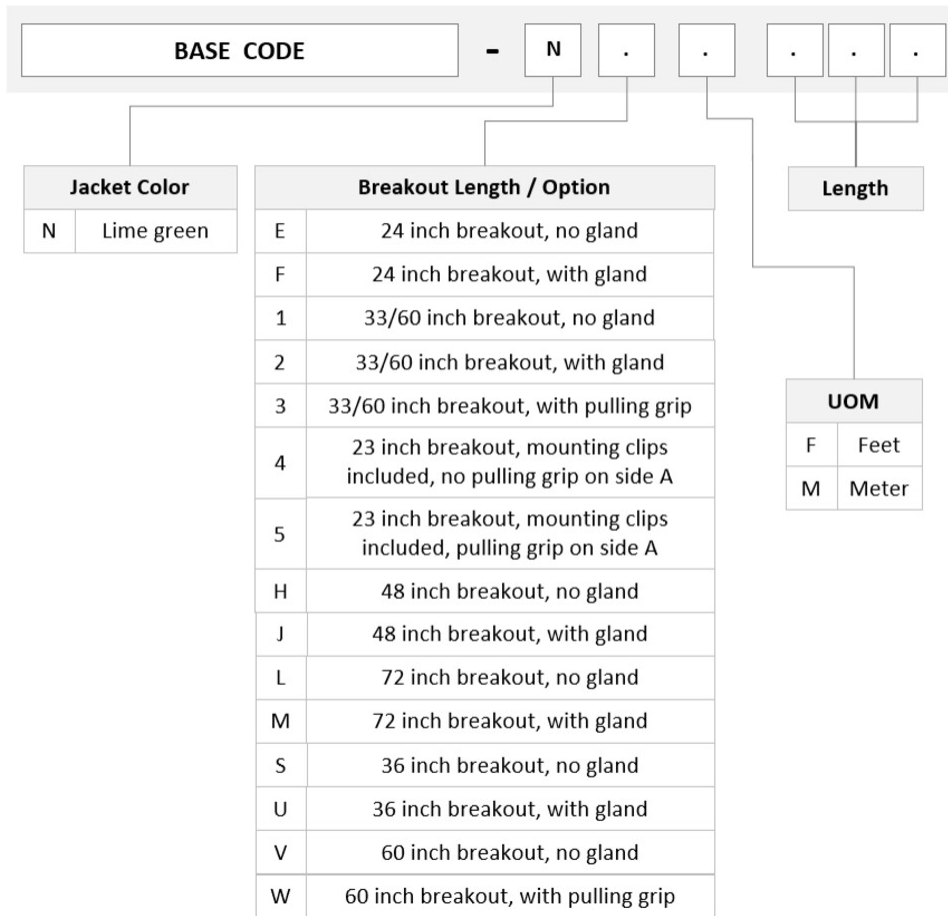 BASE CODE - N . . . . .
Jacket Color
N Lime green
Breakout Length / Option
E 24 inch breakout, no gland
F 24 inch breakout, with gland
1 33/60 inch breakout, no gland
2 33/60 inch breakout, with gland
3 33/60 inch breakout, with pulling grip
4 23 inch breakout, mounting clips
included, no pulling grip on side A
5 23 inch breakout, mounting clips
included, pulling grip on side A
H 48 inch breakout, no gland
J 48 inch breakout, with gland
L 72 inch breakout, no gland
M 72 inch breakout, with gland
S 36 inch breakout, no gland
U 36 inch breakout, with gland
V 60 inch breakout, no gland
W 60 inch breakout, with pulling grip
Length
UOM
F Feet
M Meter